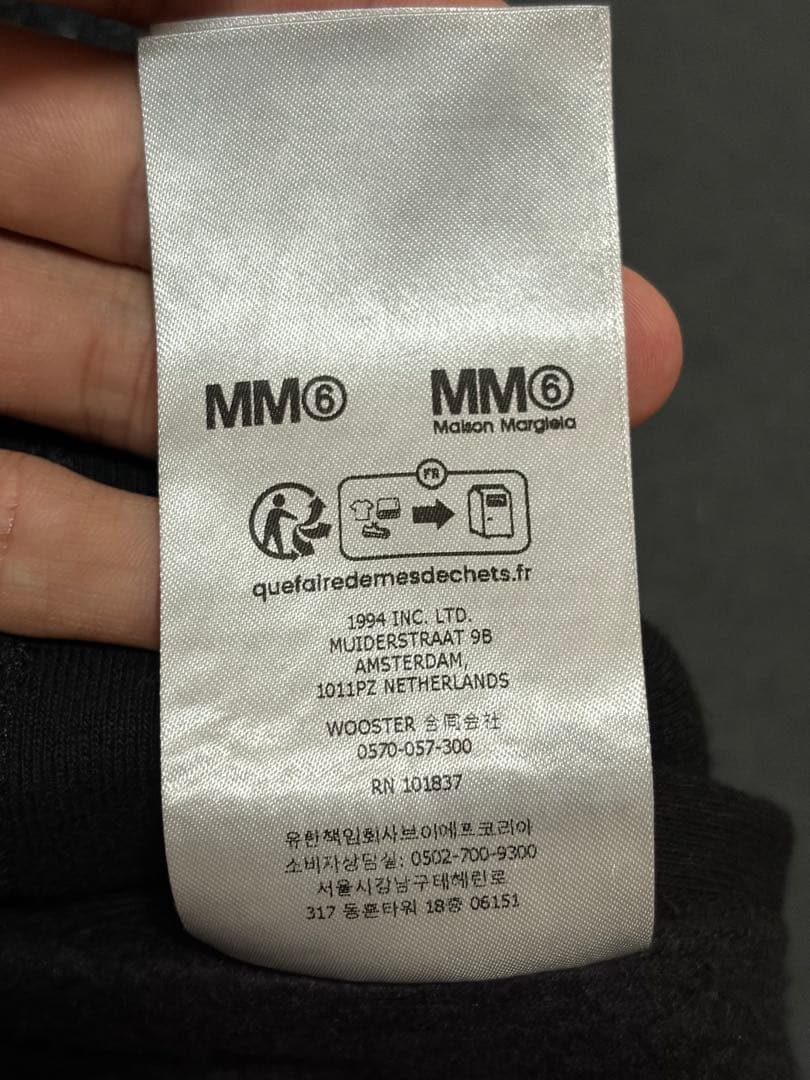 MM⑥
MM⑥
Maison Margiela
FR
quefairedemesdechets.fr
1994 INC. LTD.
MUIDERSTRAAT 9B
AMSTERDAM,
1011PZ NETHERLANDS
WOOSTER 合同会社
0570-057-300
RN 101837
유한책임회사브이에프코리아
소비자상담실: 0502-700-9300
서울시강남구테헤란로
317 동훈타워 18층 06151